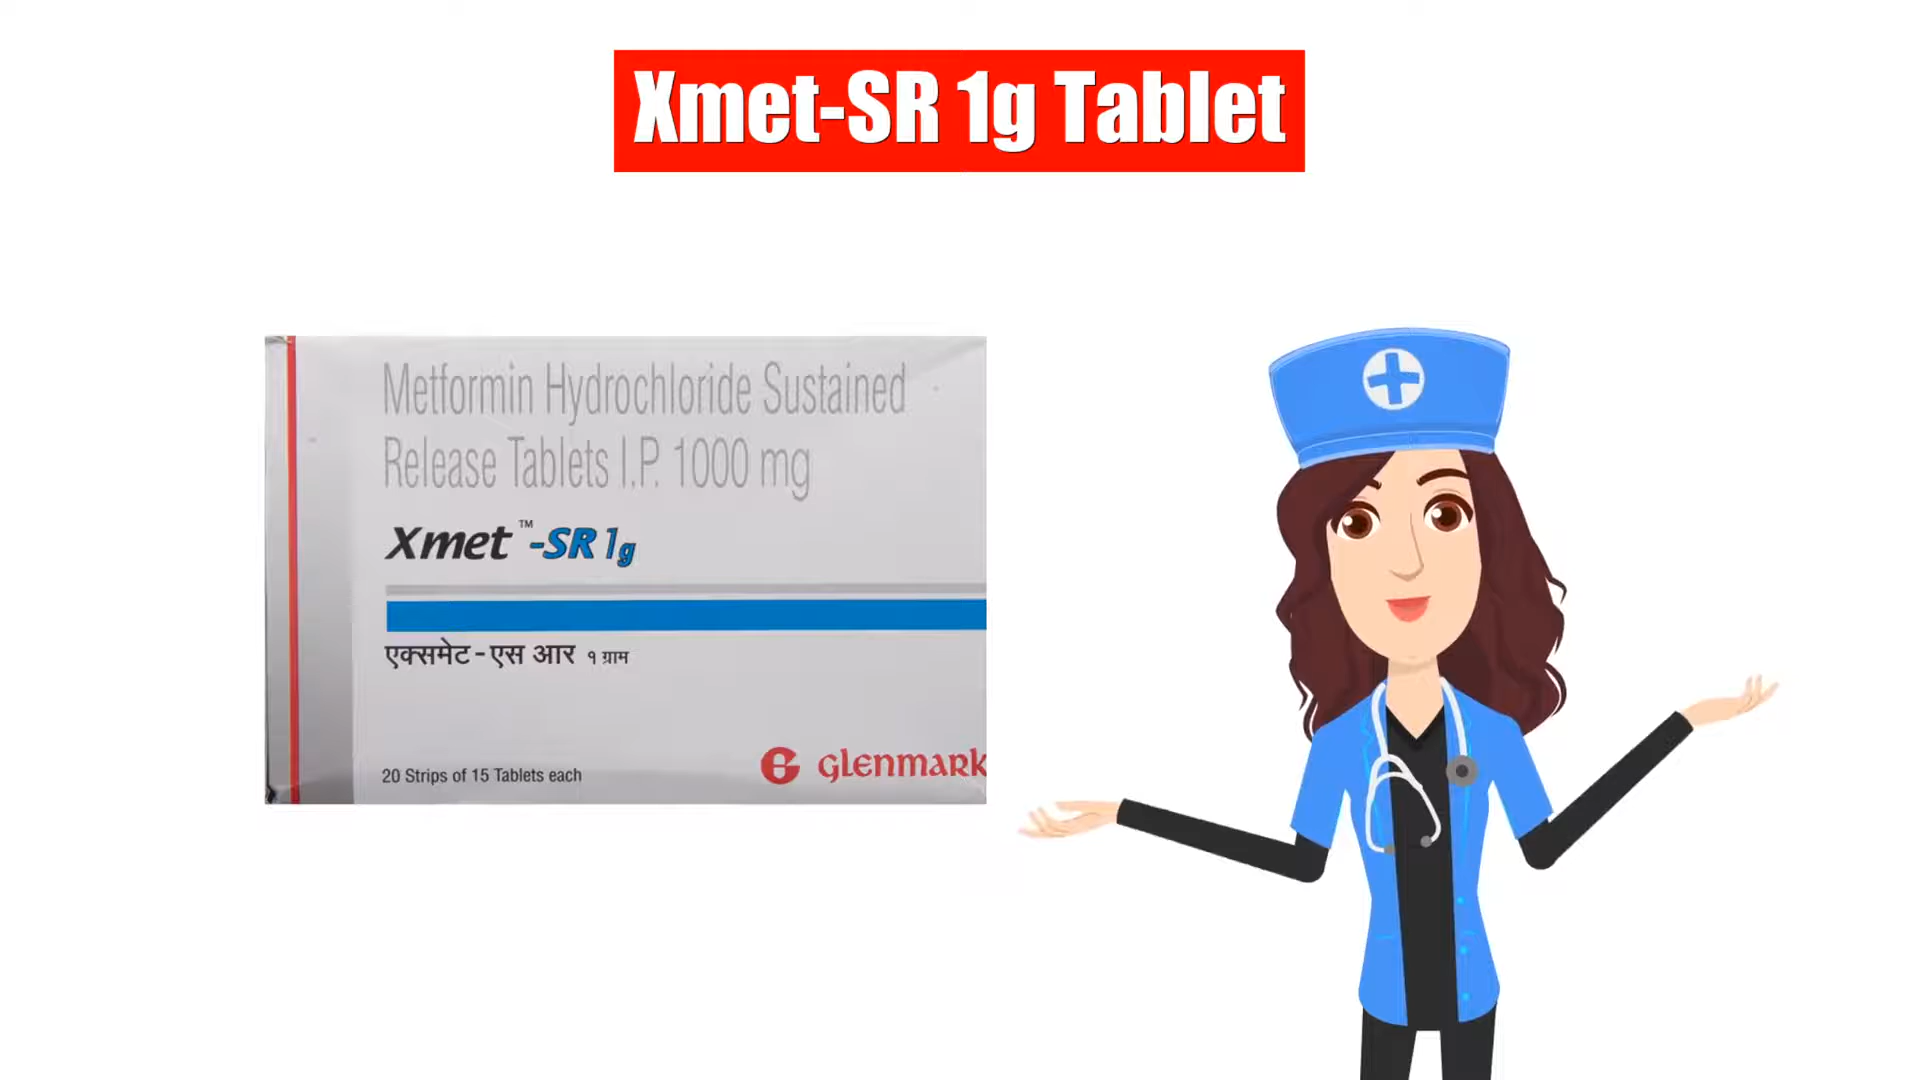 Xmet-SR 1g Tablet
Metformin Hydrochloride Sustained
Release Tablets I.P. 1000 mg
Xmet™-SR 1g
एक्समेट-एस आर १ ग्राम
20 Strips of 15 Tablets each
glenmark